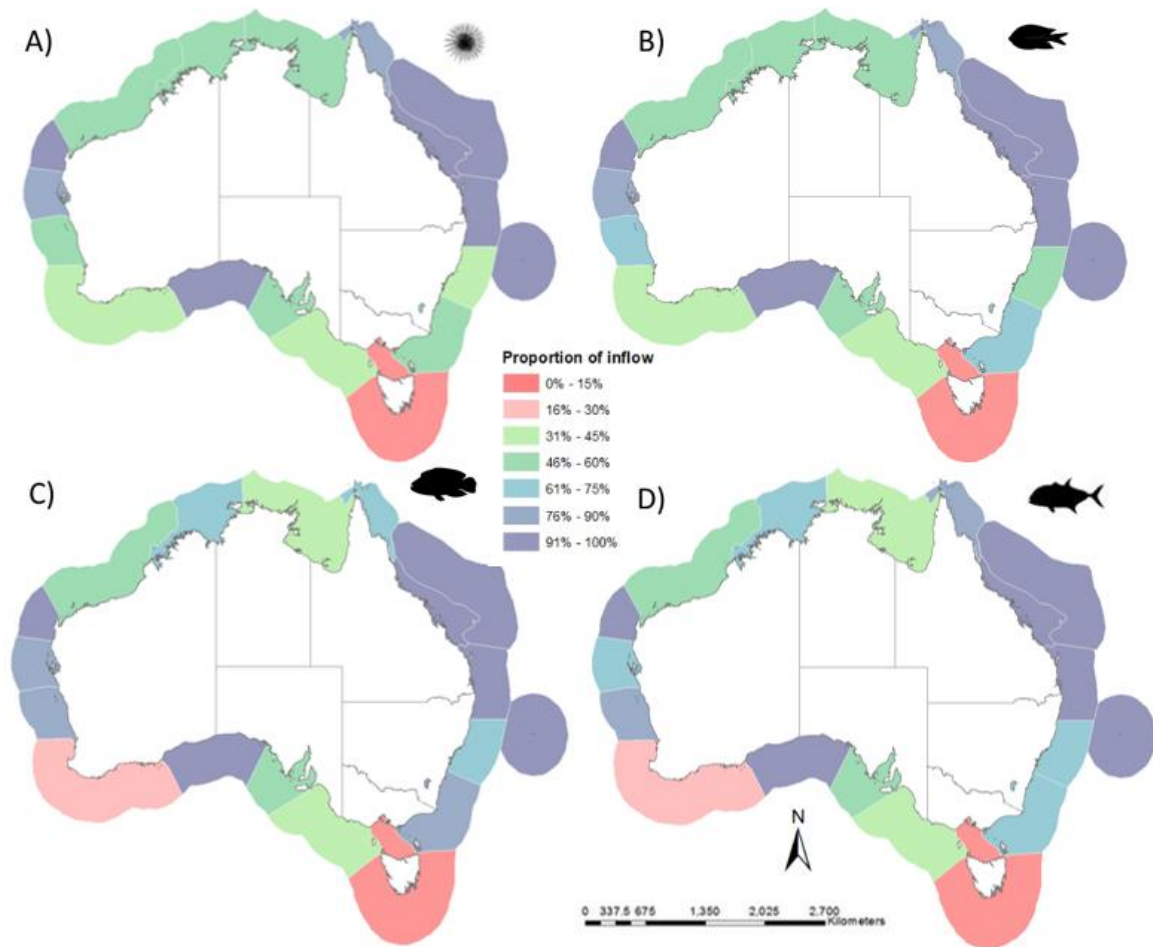 A)
B)
Proportion of inflow
0% - 15%
16% - 30%
31% - 45%
46% - 60%
61% - 75%
76% - 90%
91% - 100%
C)
D)
N
0 337.5 675 1,350 2,025 2,700
Kilometers